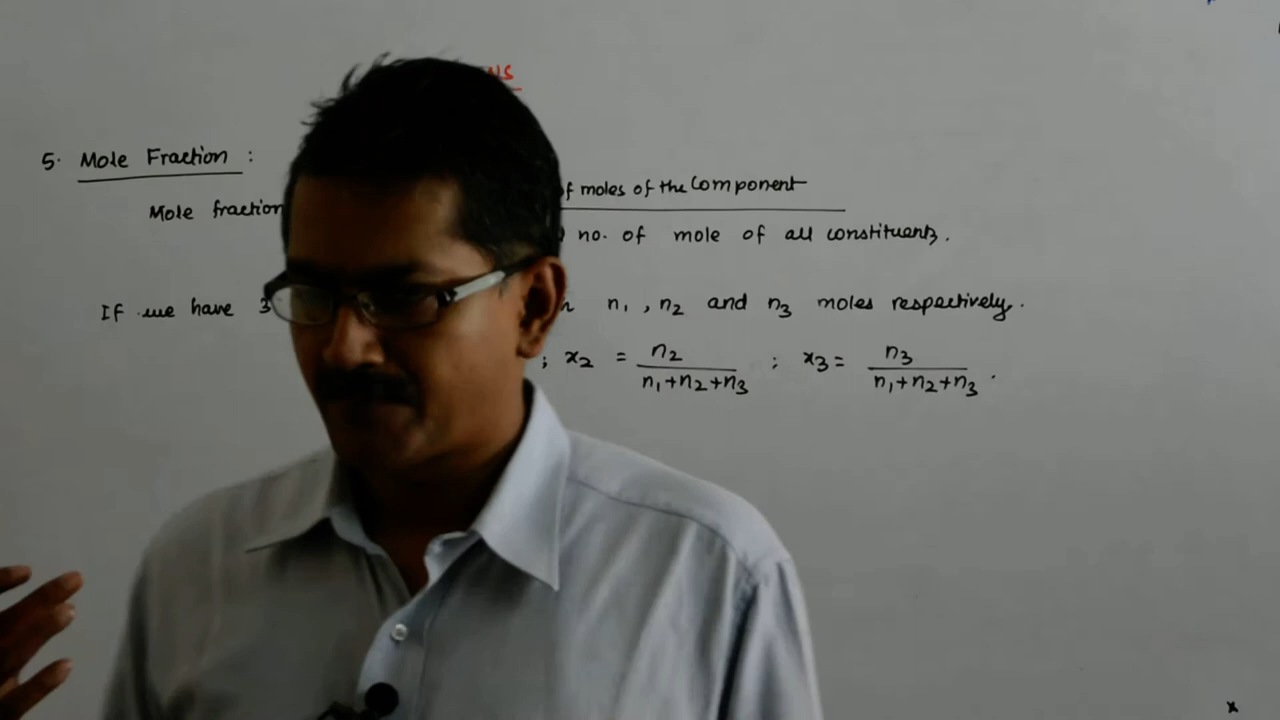 5. Mole Fraction :
Mole fraction of moles of the Component
no. of mole of all constituents.
If we have 3 n₁ , n₂ and n₃ moles respectively.
; x₂ = n₂ / n₁+n₂+n₃ ; x₃ = n₃ / n₁+n₂+n₃ .